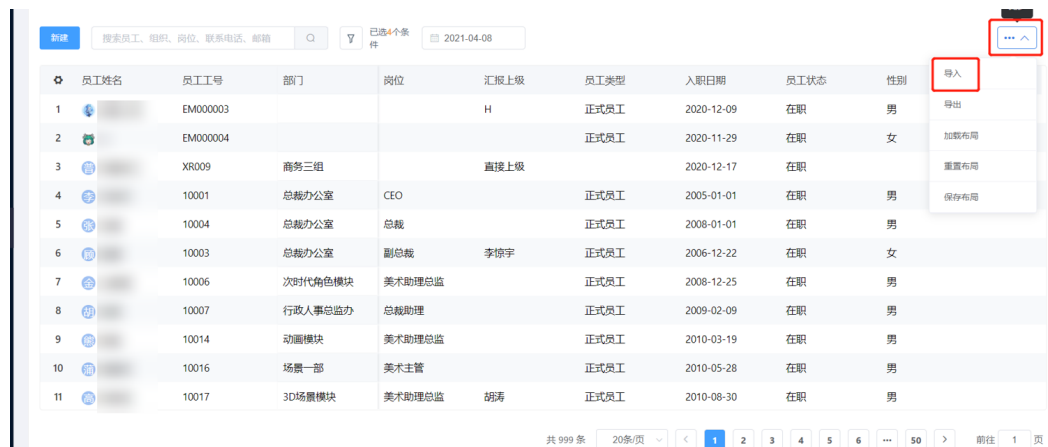 新建 搜索员工、组织、岗位、联系电话、邮箱 已选4个条件 2021-04-08
员工姓名 员工工号 部门 岗位 汇报上级 员工类型 入职日期 员工状态 性别
1 EM000003 H 正式员工 2020-12-09 在职 男
2 EM000004 正式员工 2020-11-29 在职 女
3 XR009 商务三组 直接上级 2020-12-17 在职
4 李 10001 总裁办公室 CEO 正式员工 2005-01-01 在职 男
5 张 10004 总裁办公室 总裁 正式员工 2008-01-01 在职 男
6 顾 10003 总裁办公室 副总裁 李惊宇 正式员工 2006-12-22 在职 女
7 金 10006 次时代角色模块 美术助理总监 正式员工 2008-12-25 在职 男
8 胡 10007 行政人事总监办 总裁助理 正式员工 2009-02-09 在职 男
9 10014 动画模块 美术助理总监 正式员工 2010-03-19 在职 男
10 10016 场景一部 美术主管 正式员工 2010-05-28 在职 男
11 高 10017 3D场景模块 美术助理总监 胡涛 正式员工 2010-08-30 在职 男
导入
导出
加载布局
重置布局
保存布局
共 999 条 20条/页 < 1 2 3 4 5 6 ••• 50 > 前往 1 页